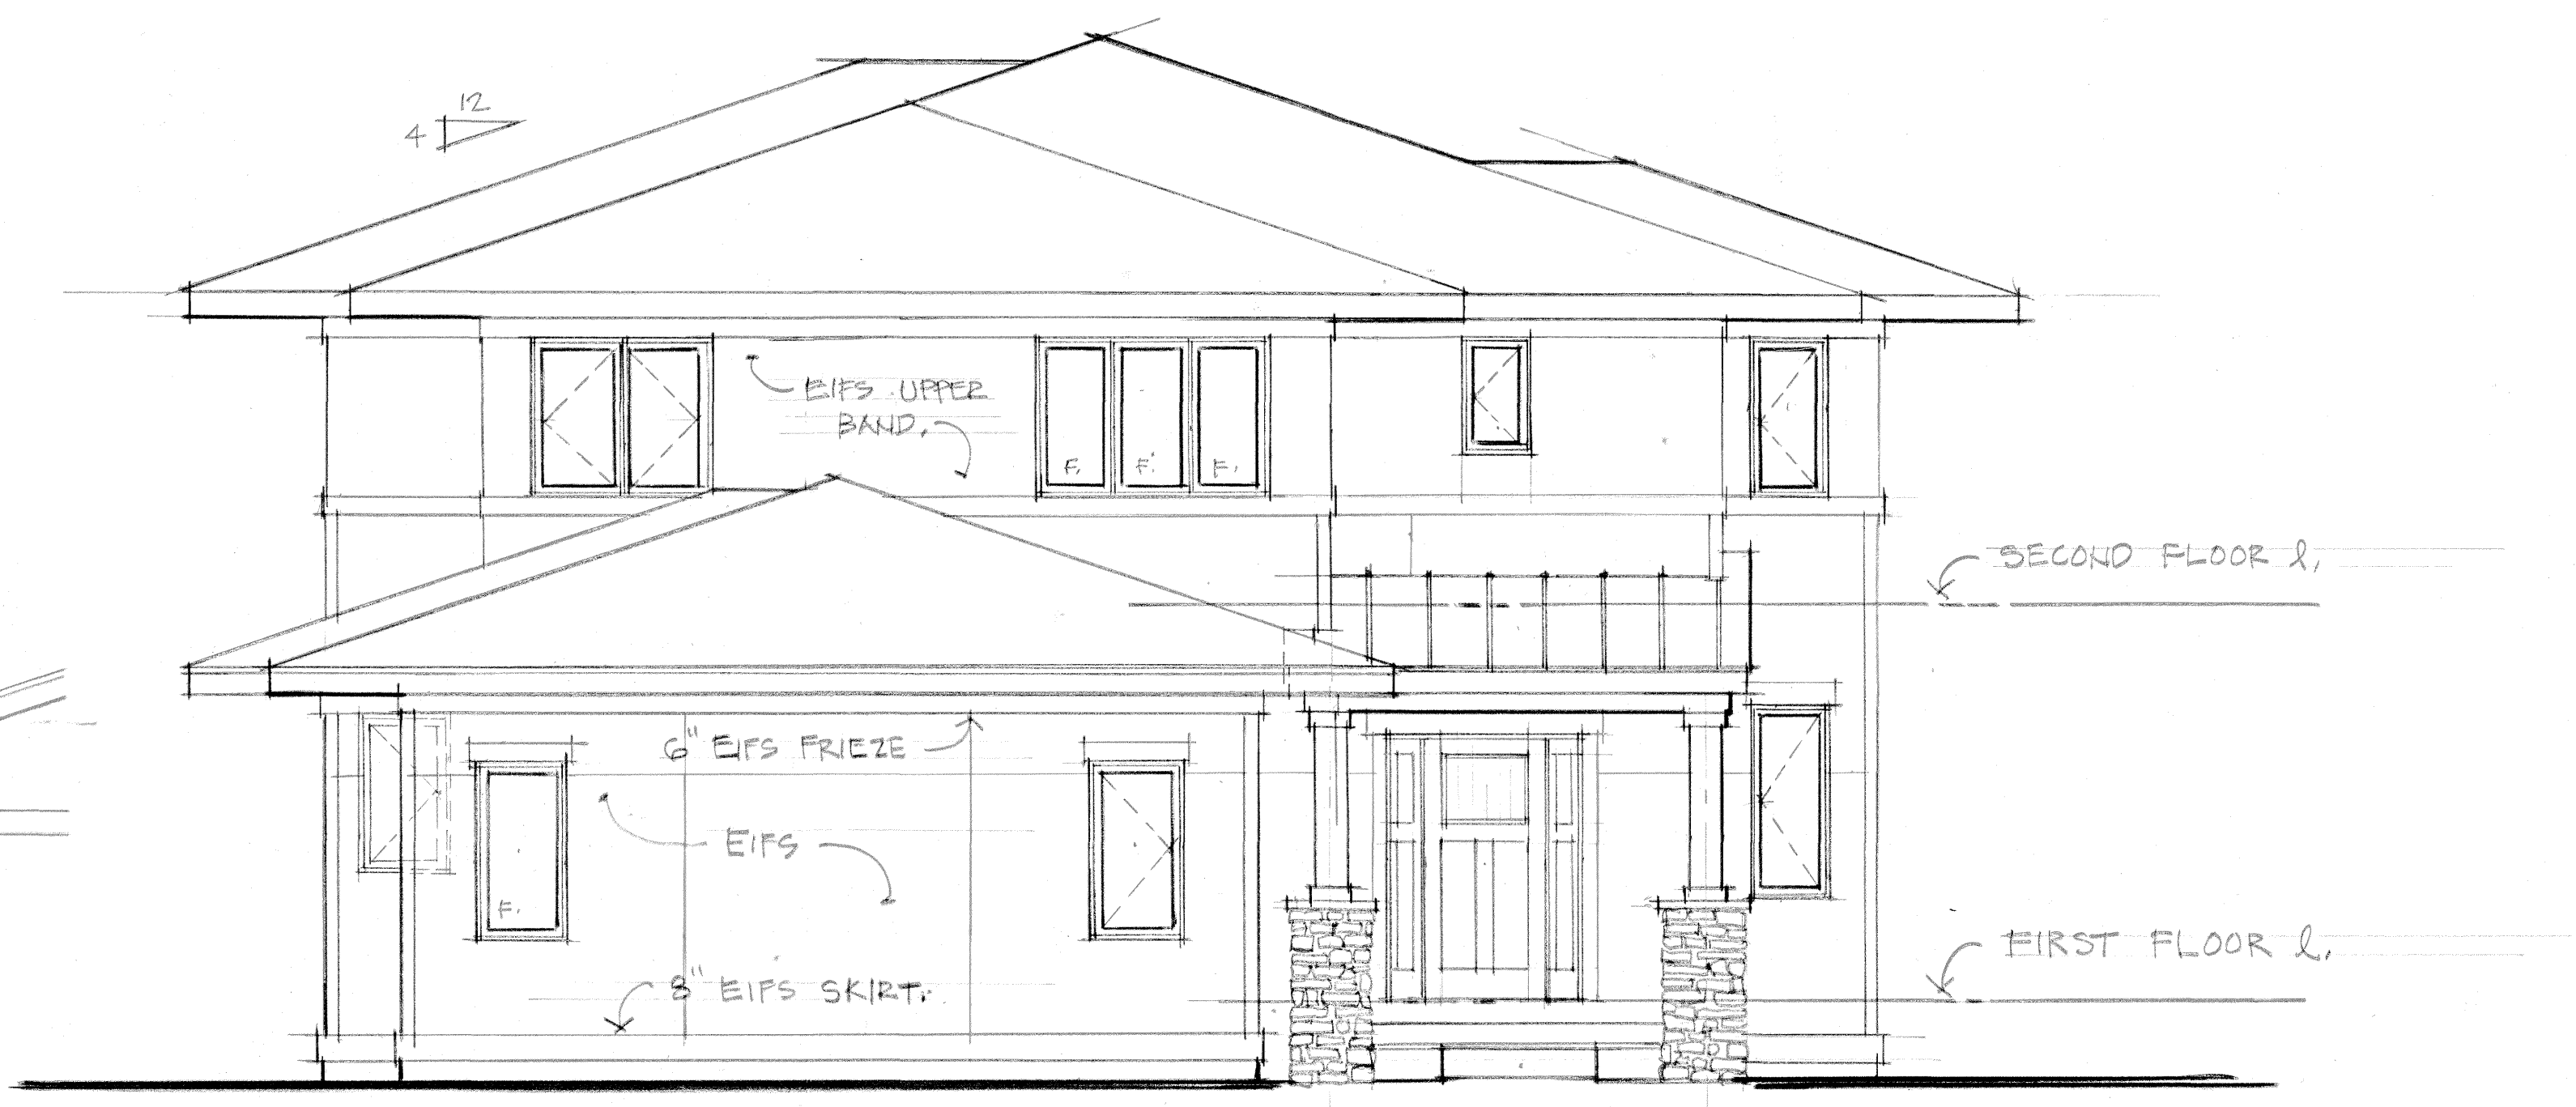 12
4
EIFS UPPER
BAND.
F. F. F.
SECOND FLOOR l.
6" EIFS FRIEZE
EIFS
F.
FIRST FLOOR l.
8" EIFS SKIRT.